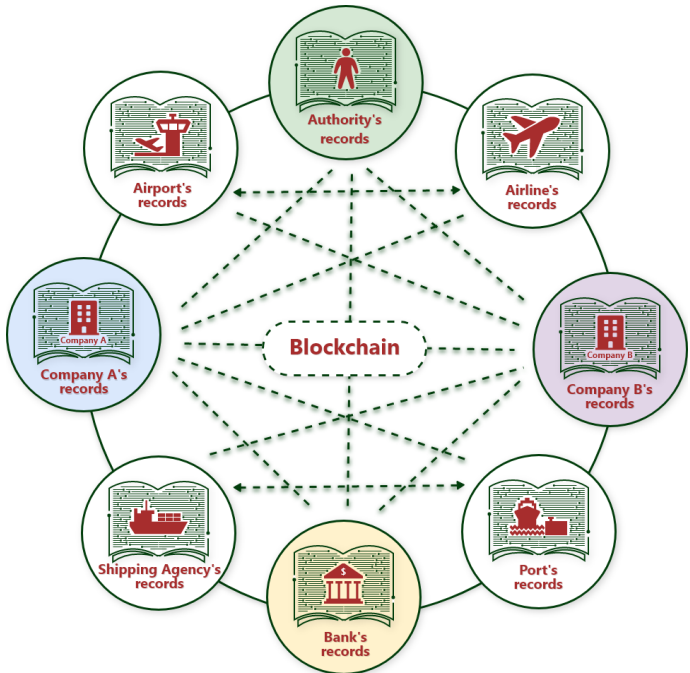 Authority's
records
Airport's
records
Airline's
records
Company A
Company A's
records
Blockchain
Company B
Company B's
records
Shipping Agency's
records
Port's
records
$
Bank's
records